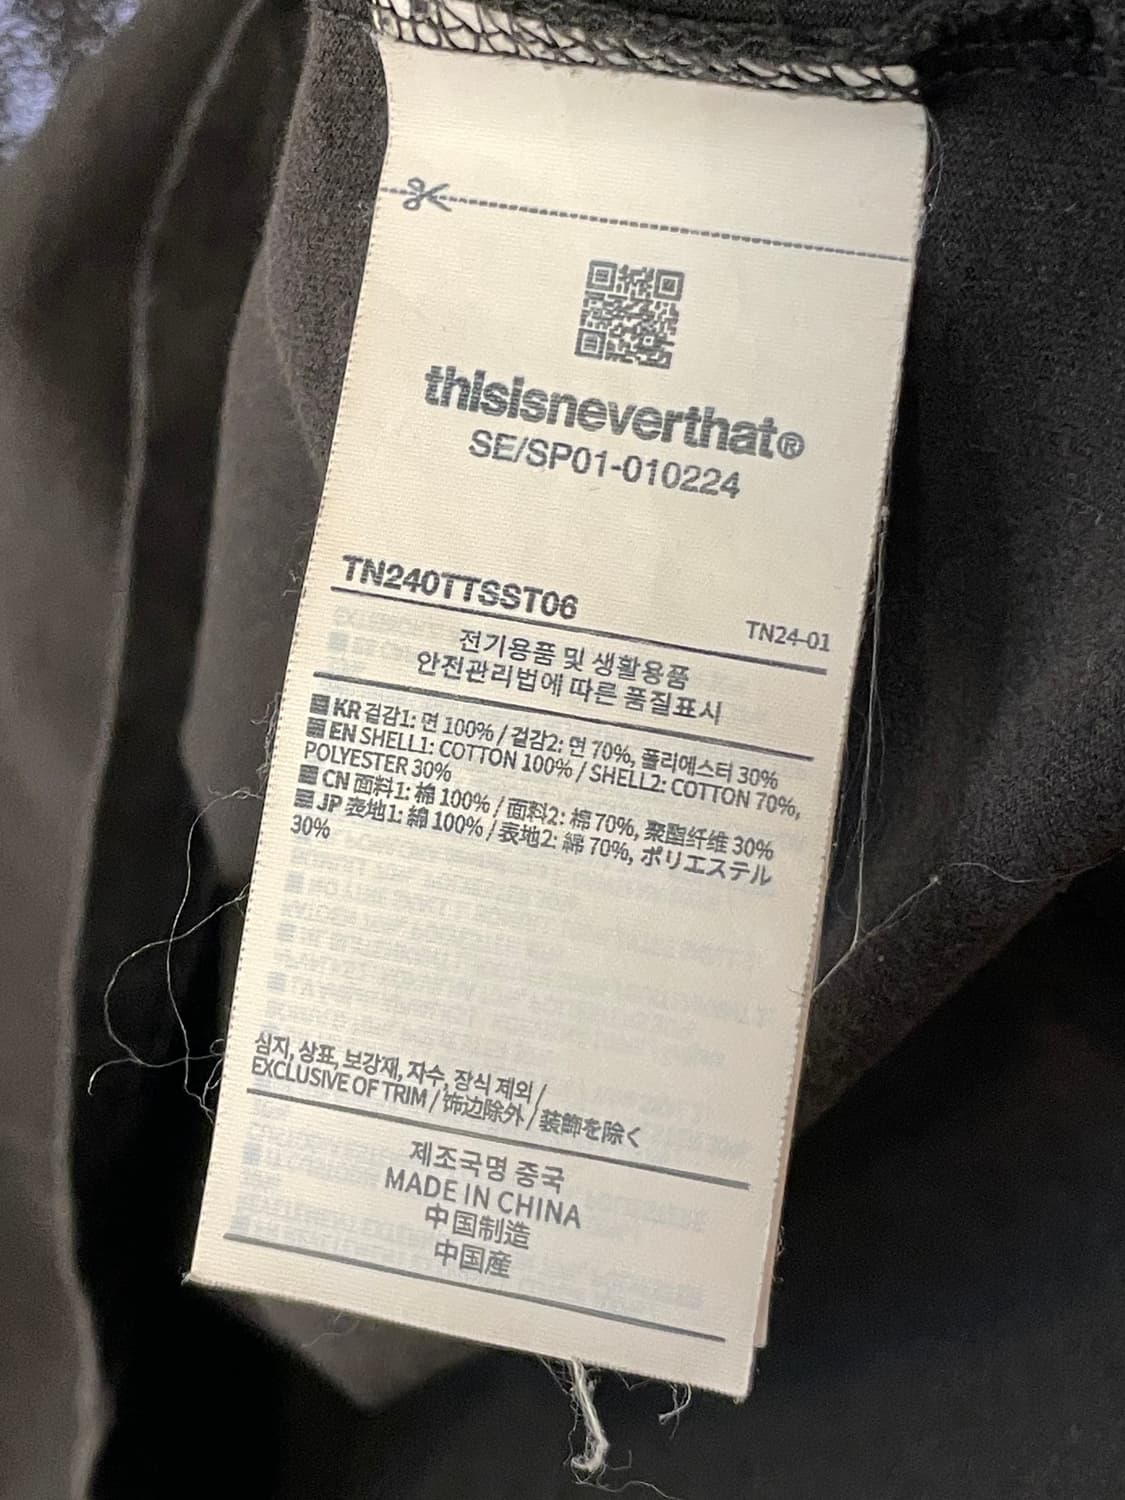 thisisneverthat®
SE/SP01-010224
TN240TTSST06
TN24-01
전기용품 및 생활용품
안전관리법에 따른 품질표시
KR 겉감1: 면 100% / 겉감2: 면 70%, 폴리에스터 30%
EN SHELL1: COTTON 100% / SHELL2: COTTON 70%,
POLYESTER 30%
CN 面料1: 棉 100% / 面料2: 棉 70%, 聚酯纤维 30%
JP 表地1: 綿 100% / 表地2: 綿 70%, ポリエステル
30%
심지, 상표, 보강재, 자수, 장식 제외 /
EXCLUSIVE OF TRIM / 饰边除外 / 装飾を除く
제조국명 중국
MADE IN CHINA
中国制造
中国産